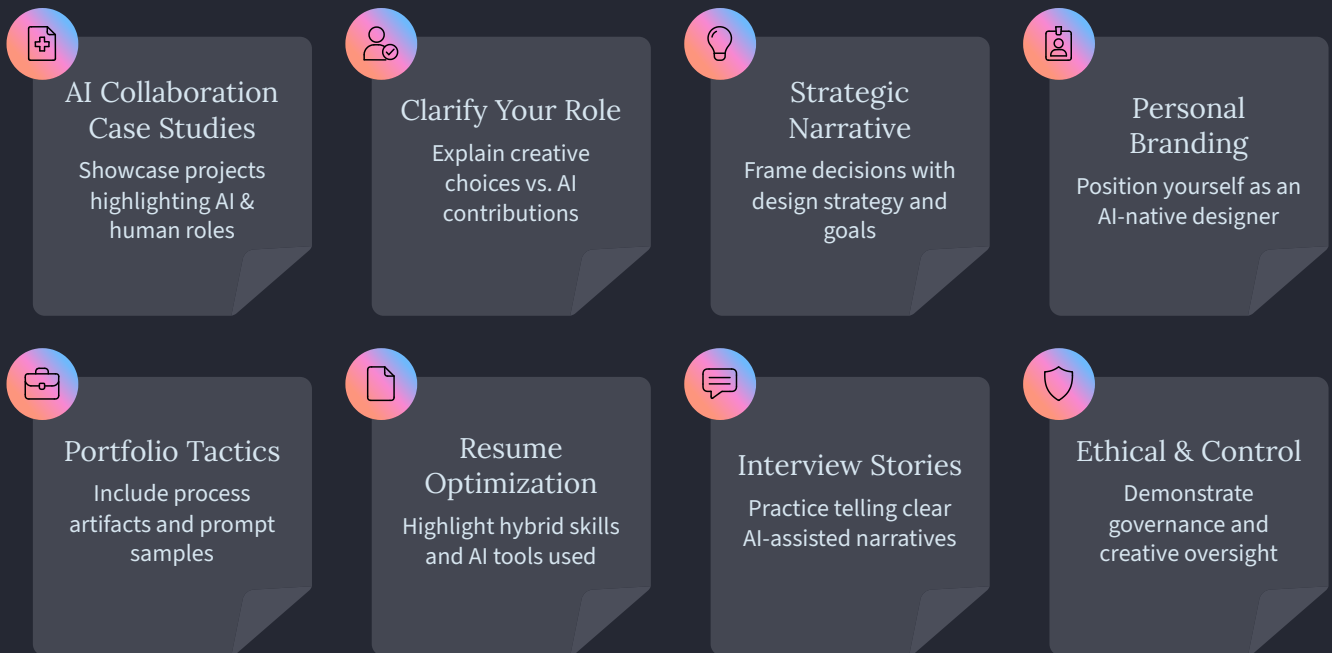 AI Collaboration
Case Studies
Showcase projects
highlighting AI &
human roles
Clarify Your Role
Explain creative
choices vs. AI
contributions
Strategic
Narrative
Frame decisions with
design strategy and
goals
Personal
Branding
Position yourself as an
AI-native designer
Portfolio Tactics
Include process
artifacts and prompt
samples
Resume
Optimization
Highlight hybrid skills
and AI tools used
Interview Stories
Practice telling clear
AI-assisted narratives
Ethical & Control
Demonstrate
governance and
creative oversight